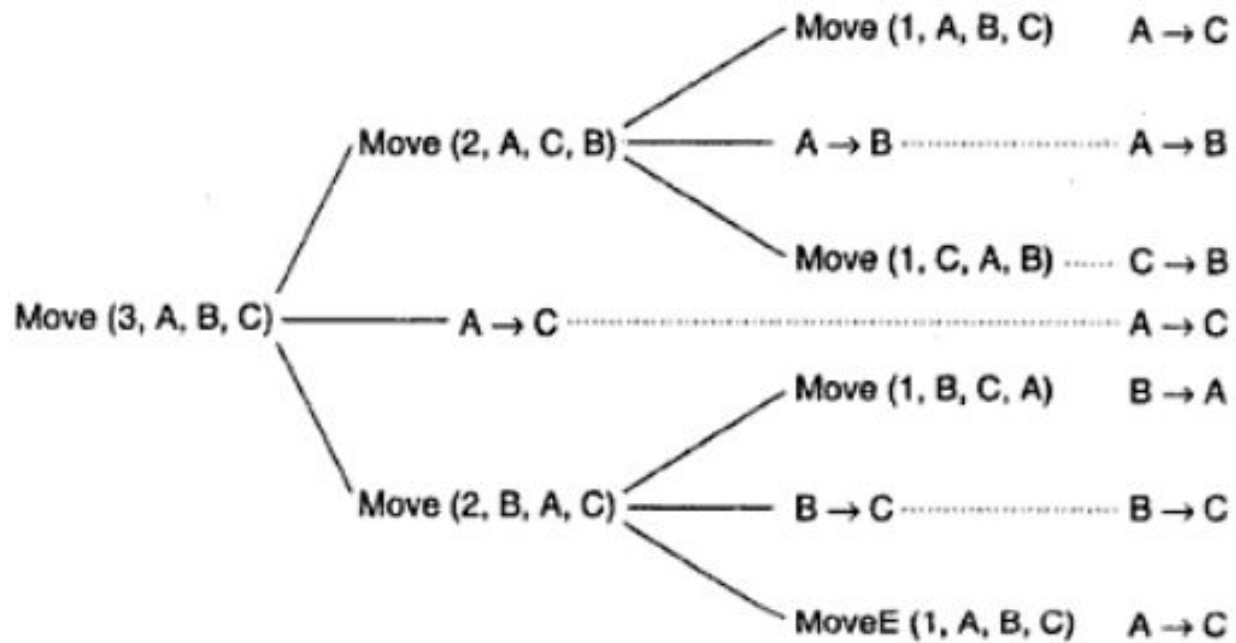 Move (1, A, B, C) A → C
Move (2, A, C, B) A → B A → B
Move (1, C, A, B) C → B
Move (3, A, B, C) A → C A → C
Move (1, B, C, A) B → A
Move (2, B, A, C) B → C B → C
MoveE (1, A, B, C) A → C